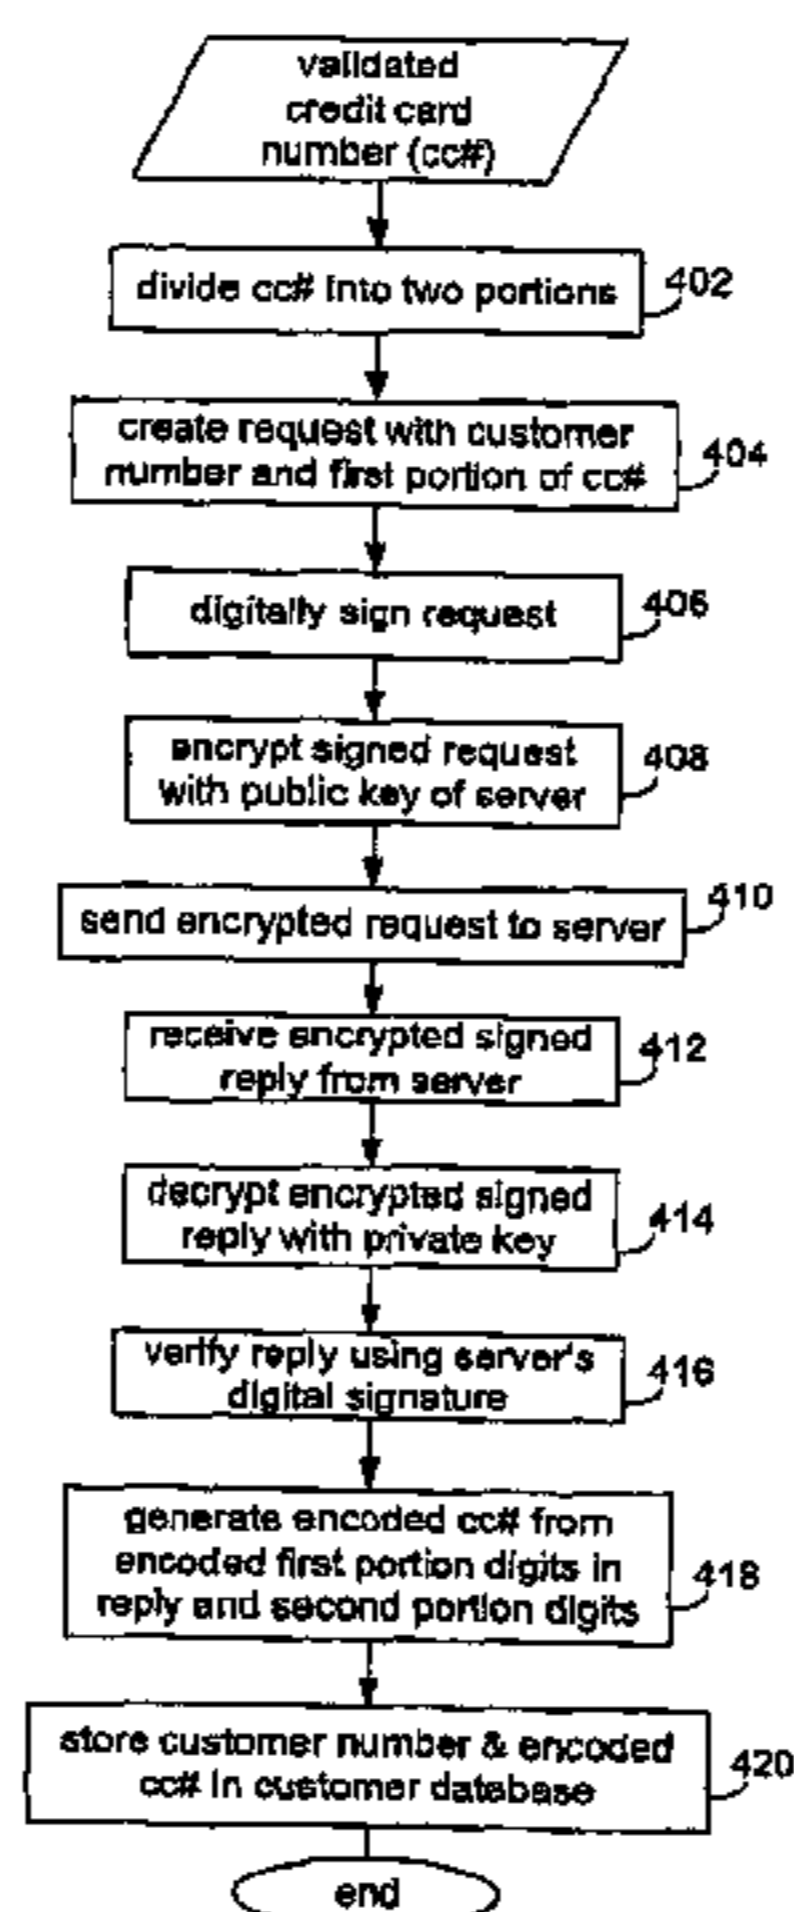 validated
credit card
number (cc#)
divide cc# into two portions
402
create request with customer
number and first portion of cc#
404
digitally sign request
406
encrypt signed request
with public key of server
408
send encrypted request to server
410
receive encrypted signed
reply from server
412
decrypt encrypted signed
reply with private key
414
verify reply using server's
digital signature
416
generate encoded cc# from
encoded first portion digits in
reply and second portion digits
418
store customer number & encoded
cc# in customer database
420
end